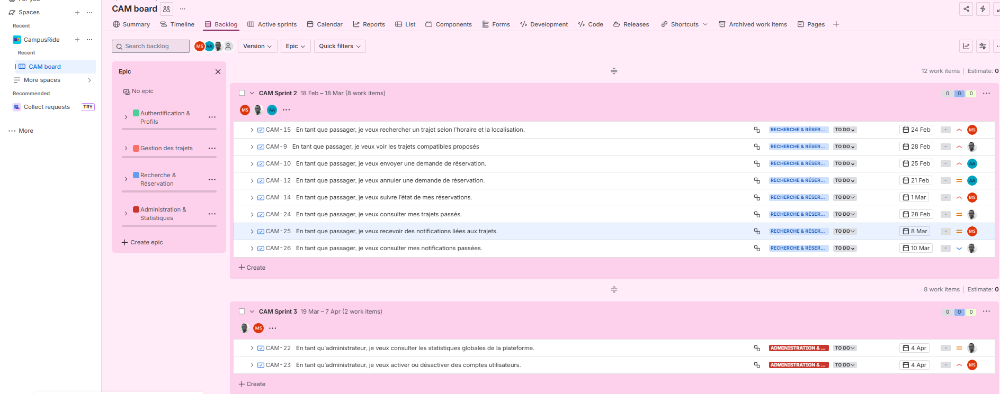 For you
Spaces
Recent
CampusRide
Recent
CAM board
More spaces
Recommended
Collect requests TRY
More
CAM board
Summary Timeline Backlog Active sprints Calendar Reports List Components Forms Development Code Releases Shortcuts Archived work items Pages
Search backlog MS AA Version Epic Quick filters
Epic
No epic
Authentification &
Profils
Gestion des trajets
Recherche &
Réservation
Administration &
Statistiques
Create epic
12 work items Estimate: 0
CAM Sprint 2 18 Feb – 18 Mar (8 work items) 0 0 0
MS AA
CAM-15 En tant que passager, je veux rechercher un trajet selon l'horaire et la localisation. RECHERCHE & RÉSER... TO DO 24 Feb - MS
CAM-9 En tant que passager, je veux voir les trajets compatibles proposés RECHERCHE & RÉSER... TO DO 28 Feb -
CAM-10 En tant que passager, je veux envoyer une demande de réservation. RECHERCHE & RÉSER... TO DO 25 Feb - AA
CAM-12 En tant que passager, je veux annuler une demande de réservation. RECHERCHE & RÉSER... TO DO 21 Feb - AA
CAM-14 En tant que passager, je veux suivre l'état de mes réservations. RECHERCHE & RÉSER... TO DO 1 Mar - MS
CAM-24 En tant que passager, je veux consulter mes trajets passés. RECHERCHE & RÉSER... TO DO 28 Feb -
CAM-25 En tant que passager, je veux recevoir des notifications liées aux trajets. RECHERCHE & RÉSER... TO DO 8 Mar - MS
CAM-26 En tant que passager, je veux consulter mes notifications passées. RECHERCHE & RÉSER... TO DO 10 Mar -
Create
8 work items Estimate: 0
CAM Sprint 3 19 Mar – 7 Apr (2 work items) 0 0 0
MS
CAM-22 En tant qu'administrateur, je veux consulter les statistiques globales de la plateforme. ADMINISTRATION & ... TO DO 4 Apr -
CAM-23 En tant qu'administrateur, je veux activer ou désactiver des comptes utilisateurs. ADMINISTRATION & ... TO DO 4 Apr - MS
Create